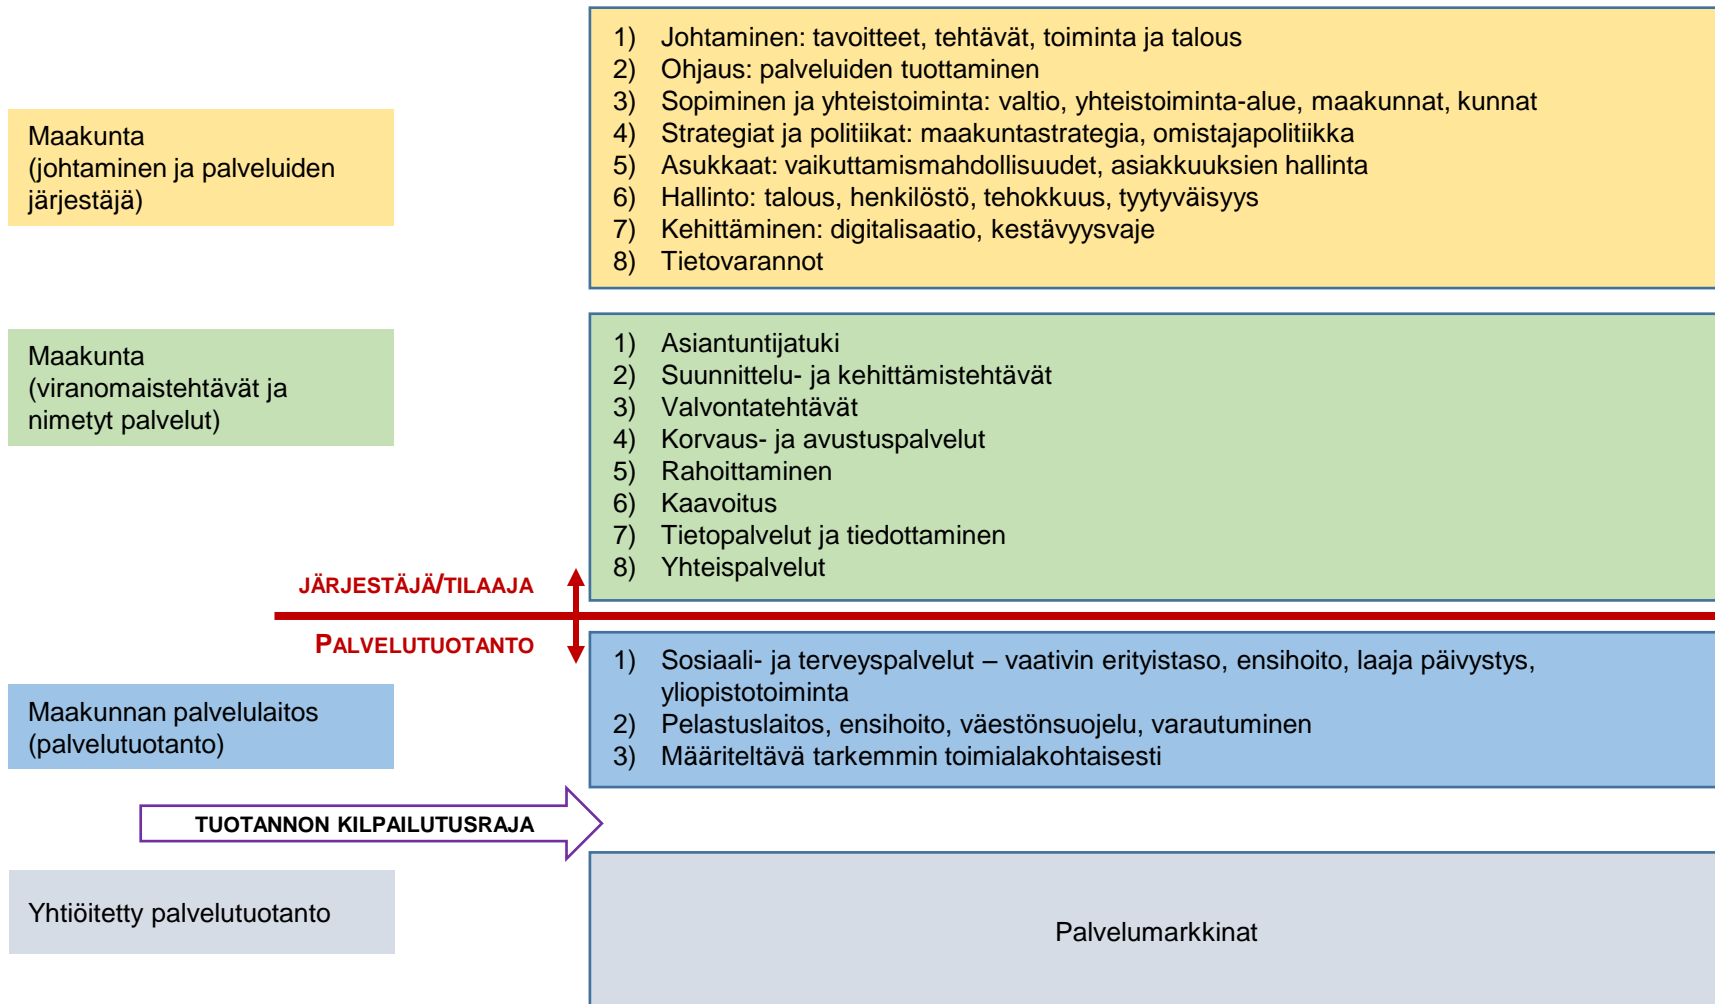 1) Johtaminen: tavoitteet, tehtävät, toiminta ja talous
2) Ohjaus: palveluiden tuottaminen
3) Sopiminen ja yhteistoiminta: valtio, yhteistoiminta-alue, maakunnat, kunnat
4) Strategiat ja politiikat: maakuntastrategia, omistajapolitiikka
5) Asukkaat: vaikuttamismahdollisuudet, asiakkuuksien hallinta
6) Hallinto: talous, henkilöstö, tehokkuus, tyytyväisyys
7) Kehittäminen: digitalisaatio, kestävyysvaje
8) Tietovarannot
Maakunta
(johtaminen ja palveluiden
järjestäjä)
1) Asiantuntijatuki
2) Suunnittelu- ja kehittämistehtävät
3) Valvontatehtävät
4) Korvaus- ja avustuspalvelut
5) Rahoittaminen
6) Kaavoitus
7) Tietopalvelut ja tiedottaminen
8) Yhteispalvelut
Maakunta
(viranomaistehtävät ja
nimetyt palvelut)
JÄRJESTÄJÄ/TILAAJA
PALVELUTUOTANTO
1) Sosiaali- ja terveyspalvelut – vaativin erityistaso, ensihoito, laaja päivystys,
yliopistotoiminta
2) Pelastuslaitos, ensihoito, väestönsuojelu, varautuminen
3) Määriteltävä tarkemmin toimialakohtaisesti
Maakunnan palvelulaitos
(palvelutuotanto)
TUOTANNON KILPAILUTUSRAJA
Yhtiöitetty palvelutuotanto
Palvelumarkkinat